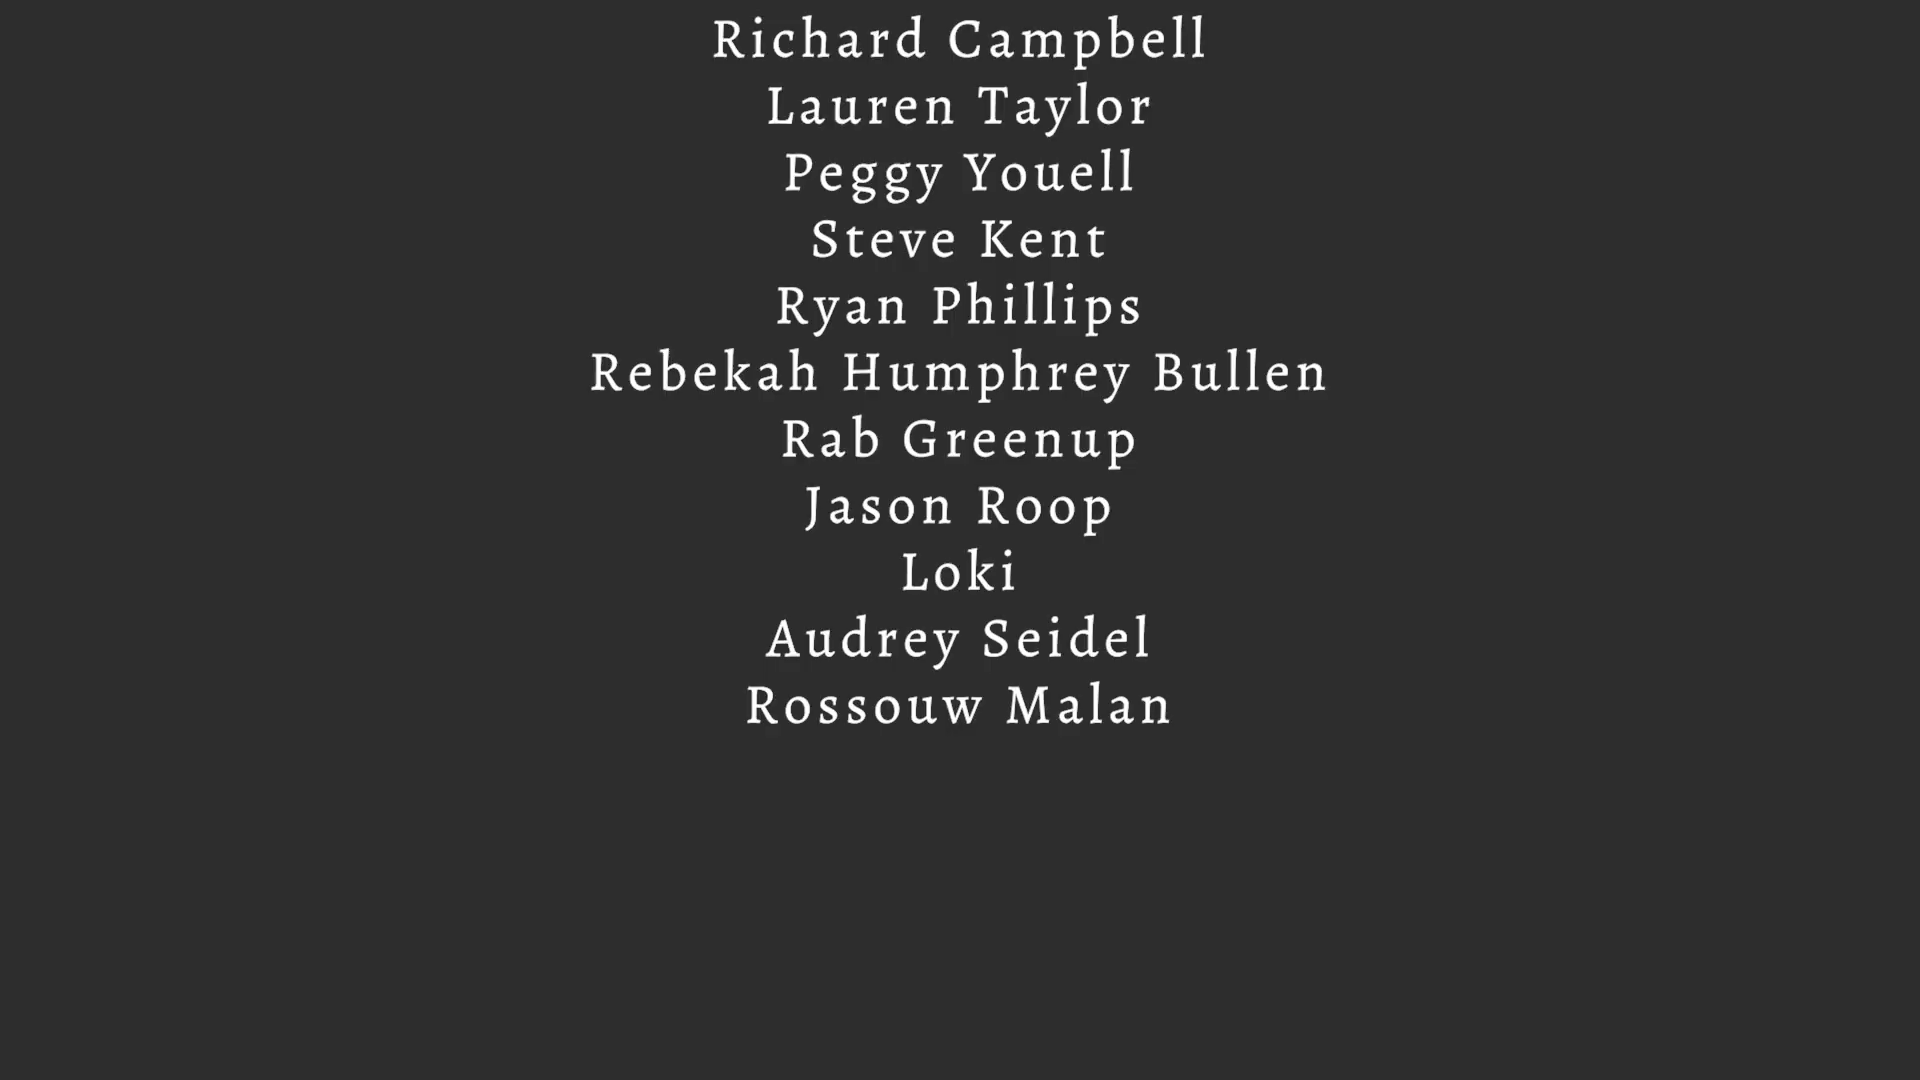 Richard Campbell
Lauren Taylor
Peggy Youell
Steve Kent
Ryan Phillips
Rebekah Humphrey Bullen
Rab Greenup
Jason Roop
Loki
Audrey Seidel
Rossouw Malan